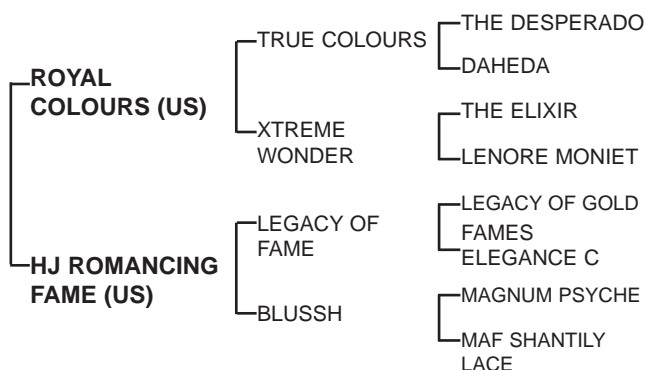 ROYAL
COLOURS (US)
TRUE COLOURS
THE DESPERADO
DAHEDA
XTREME
WONDER
THE ELIXIR
LENORE MONIET
HJ ROMANCING
FAME (US)
LEGACY OF
FAME
LEGACY OF GOLD
FAMES
ELEGANCE C
BLUSSH
MAGNUM PSYCHE
MAF SHANTILY
LACE